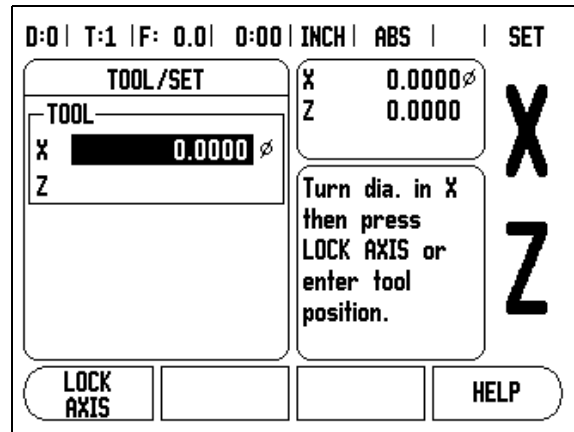 D:0 | T:1 | F: 0.0 | 0:00 | INCH | ABS | | SET
TOOL/SET
TOOL
X 0.0000 ⌀
Z
X 0.0000⌀
Z 0.0000
Turn dia. in X
then press
LOCK AXIS or
enter tool
position.
X
Z
LOCK
AXIS
HELP